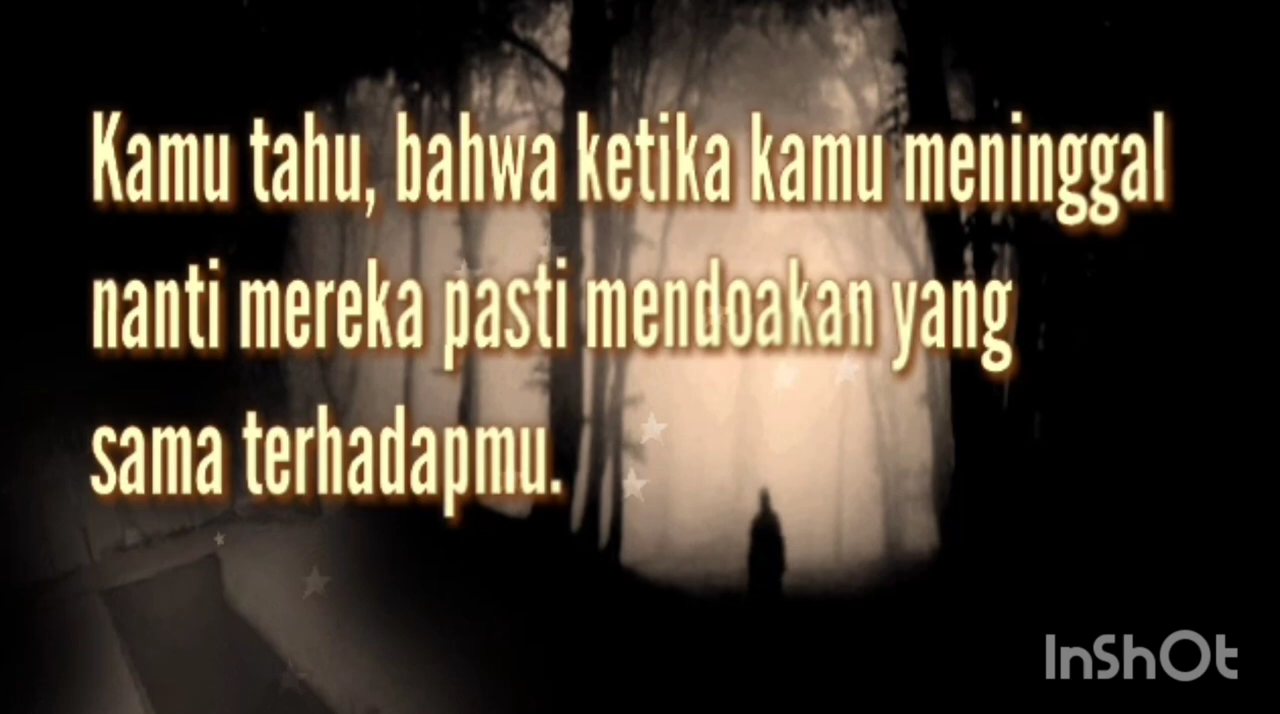 Kamu tahu, bahwa ketika kamu meninggal
nanti mereka pasti mendoakan yang
sama terhadapmu.
InShOt